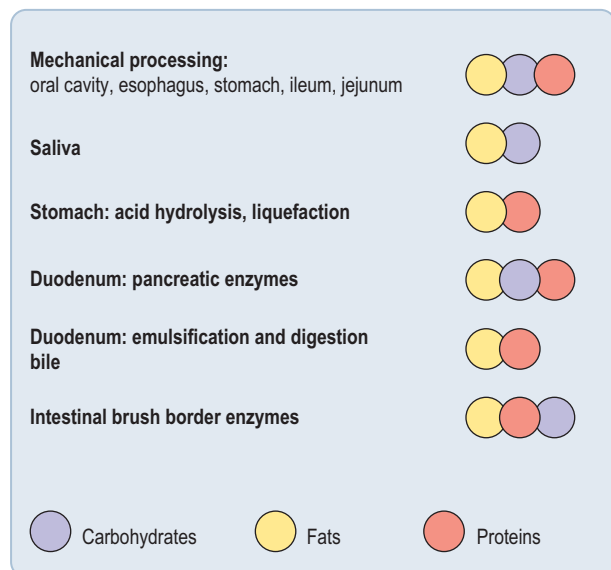 Mechanical processing:
oral cavity, esophagus, stomach, ileum, jejunum
Saliva
Stomach: acid hydrolysis, liquefaction
Duodenum: pancreatic enzymes
Duodenum: emulsification and digestion
bile
Intestinal brush border enzymes
Carbohydrates Fats Proteins